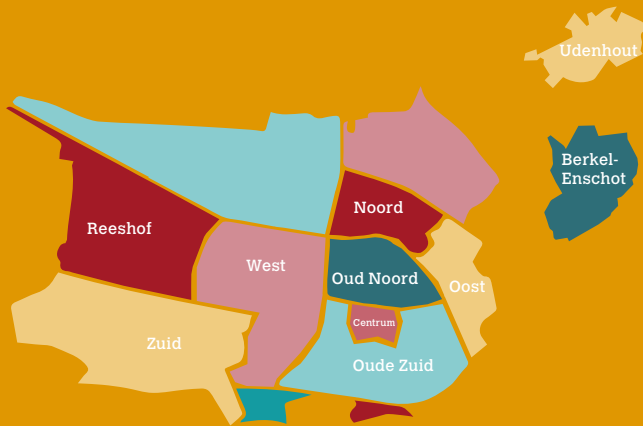 Udenhout
Berkel-
Enschot
Noord
Reeshof
West
Oud Noord
Oost
Centrum
Zuid
Oude Zuid